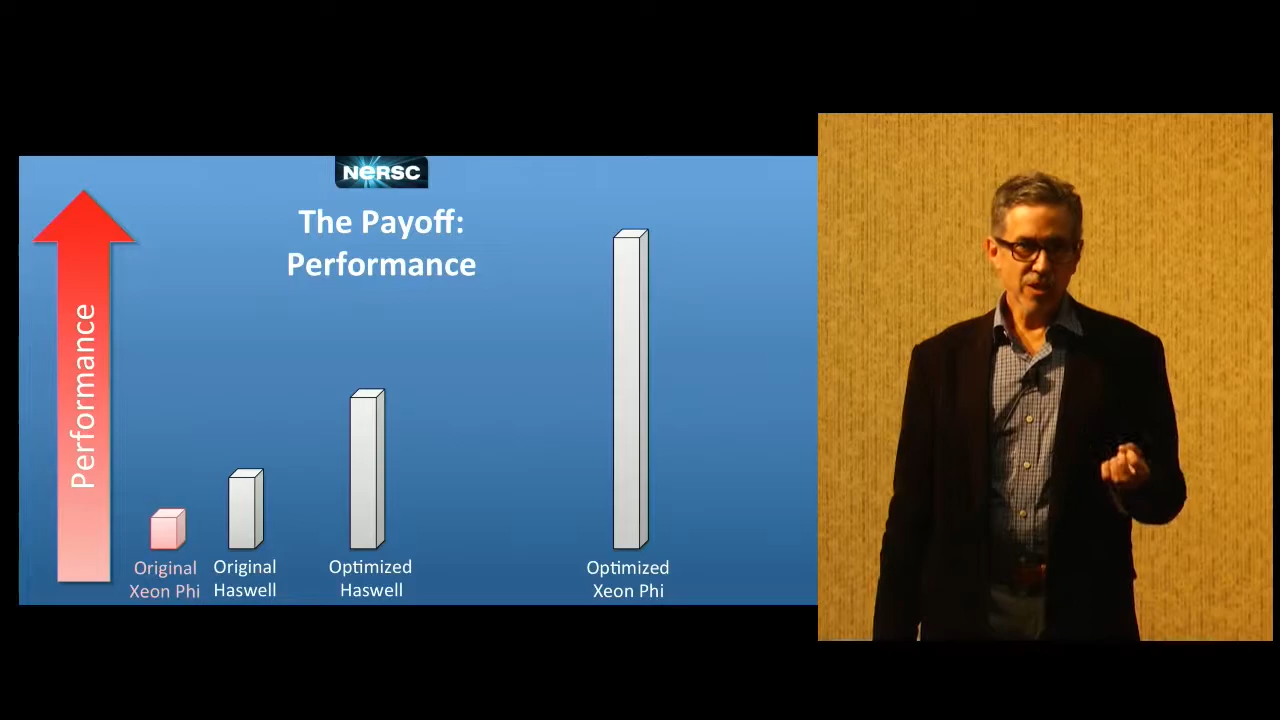 NERSC
The Payoff:
Performance
Performance
Original
Xeon Phi
Original
Haswell
Optimized
Haswell
Optimized
Xeon Phi